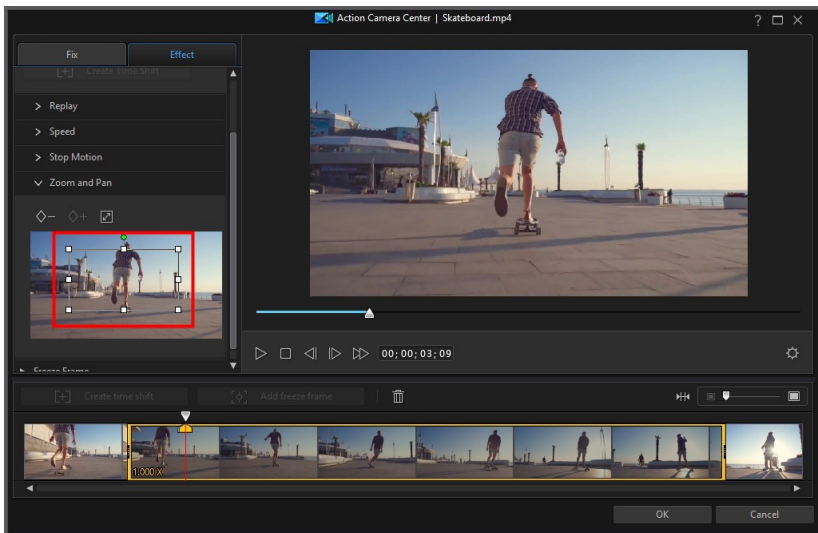 Action Camera Center | Skateboard.mp4
Fix
Effect
Create Time Shift
Replay
Speed
Stop Motion
Zoom and Pan
Freeze Frame
00; 00; 03; 09
Create time shift
Add freeze frame
1.000 X
OK
Cancel